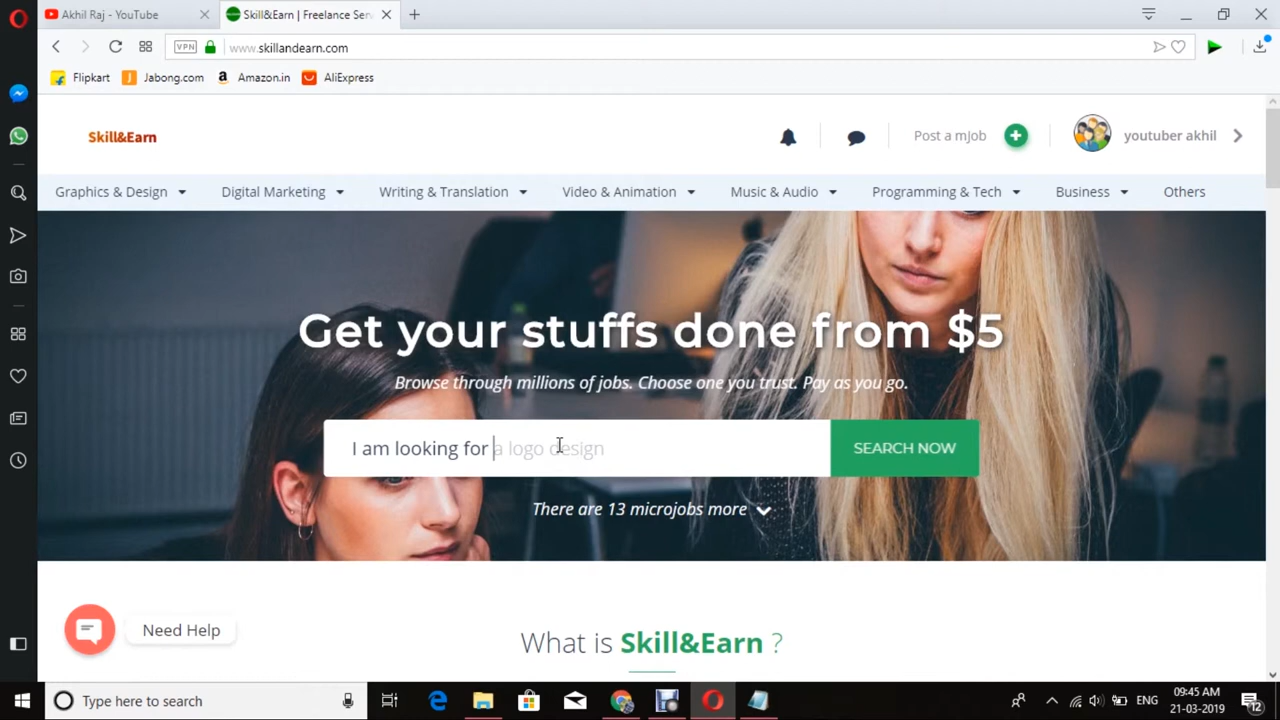 Akhil Raj - YouTube
Skill&Earn | Freelance Ser
VPN
www.skillandearn.com
Flipkart
Jabong.com
Amazon.in
AliExpress
Skill&Earn
Post a mJob
youtuber akhil
Graphics & Design
Digital Marketing
Writing & Translation
Video & Animation
Music & Audio
Programming & Tech
Business
Others
Get your stuffs done from $5
Browse through millions of jobs. Choose one you trust. Pay as you go.
I am looking for a logo design
SEARCH NOW
There are 13 microjobs more
Need Help
What is Skill&Earn ?
Type here to search
ENG
09:45 AM
21-03-2019
12